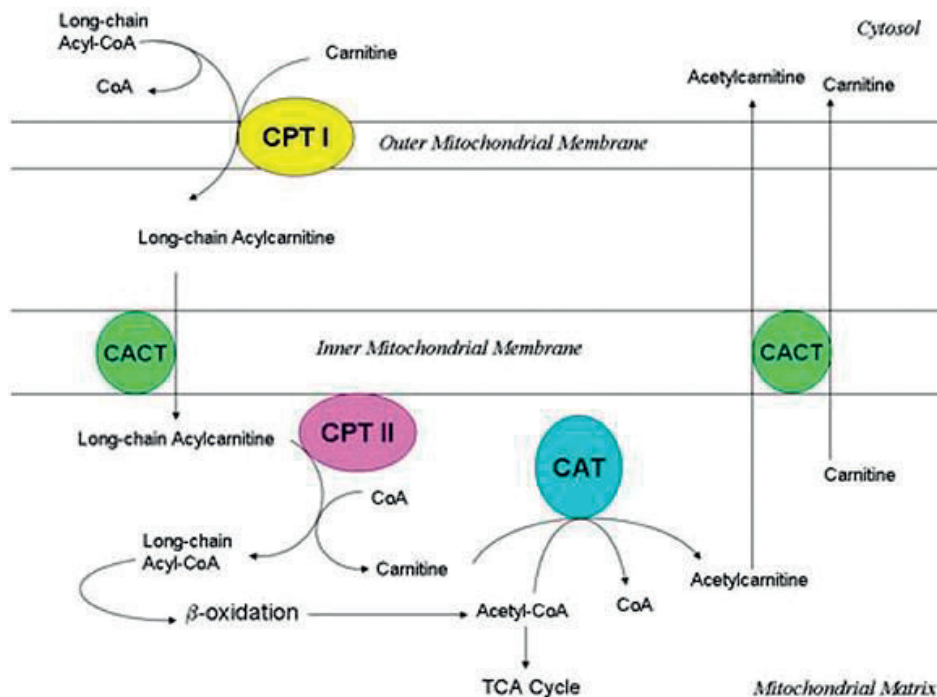 Long-chain
Acyl-CoA
CoA
Carnitine
Cytosol
Acetylcarnitine
Carnitine
CPT I
Outer Mitochondrial Membrane
Long-chain Acylcarnitine
CACT
Inner Mitochondrial Membrane
CACT
Long-chain Acylcarnitine
CPT II
CAT
CoA
Carnitine
Long-chain
Acyl-CoA
Carnitine
Acetylcarnitine
β-oxidation
Acetyl-CoA
CoA
TCA Cycle
Mitochondrial Matrix